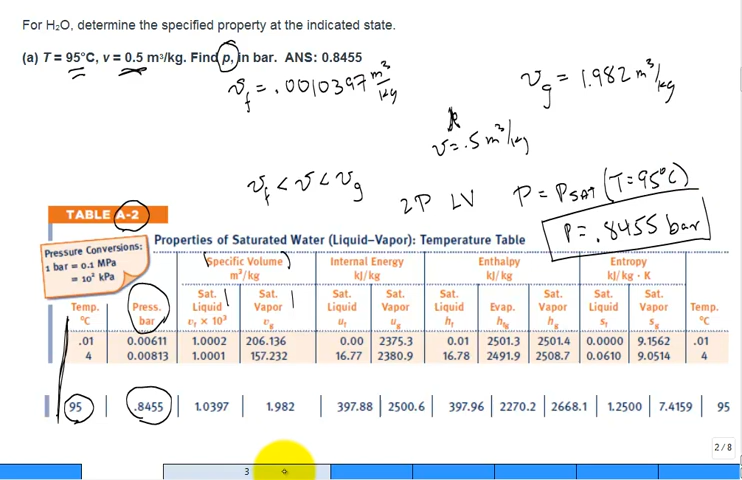 For H₂O, determine the specified property at the indicated state.
(a) T = 95°C, v = 0.5 m³/kg. Find p, in bar. ANS: 0.8455
v_f = .0010397 m³/kg
v_g = 1.982 m³/kg
v = .5 m³/kg
v_f < v < v_g 2P LV P = P_SAT (T = 95°C)
P = .8455 bar
TABLE A-2
Pressure Conversions:
1 bar = 0.1 MPa
= 10² kPa
Properties of Saturated Water (Liquid–Vapor): Temperature Table
Specific Volume Internal Energy Enthalpy Entropy
m³/kg kJ/kg kJ/kg kJ/kg · K
Sat. Sat. Sat. Sat. Sat. Sat. Sat. Sat.
Temp. Press. Liquid Vapor Liquid Vapor Liquid Evap. Vapor Liquid Vapor Temp.
°C bar v_f × 10³ v_g u_f u_g h_f h_fg h_g s_f s_g °C
.01 0.00611 1.0002 206.136 0.00 2375.3 0.01 2501.3 2501.4 0.0000 9.1562 .01
4 0.00813 1.0001 157.232 16.77 2380.9 16.78 2491.9 2508.7 0.0610 9.0514 4
95 .8455 1.0397 1.982 397.88 2500.6 397.96 2270.2 2668.1 1.2500 7.4159 95
2 / 8
3